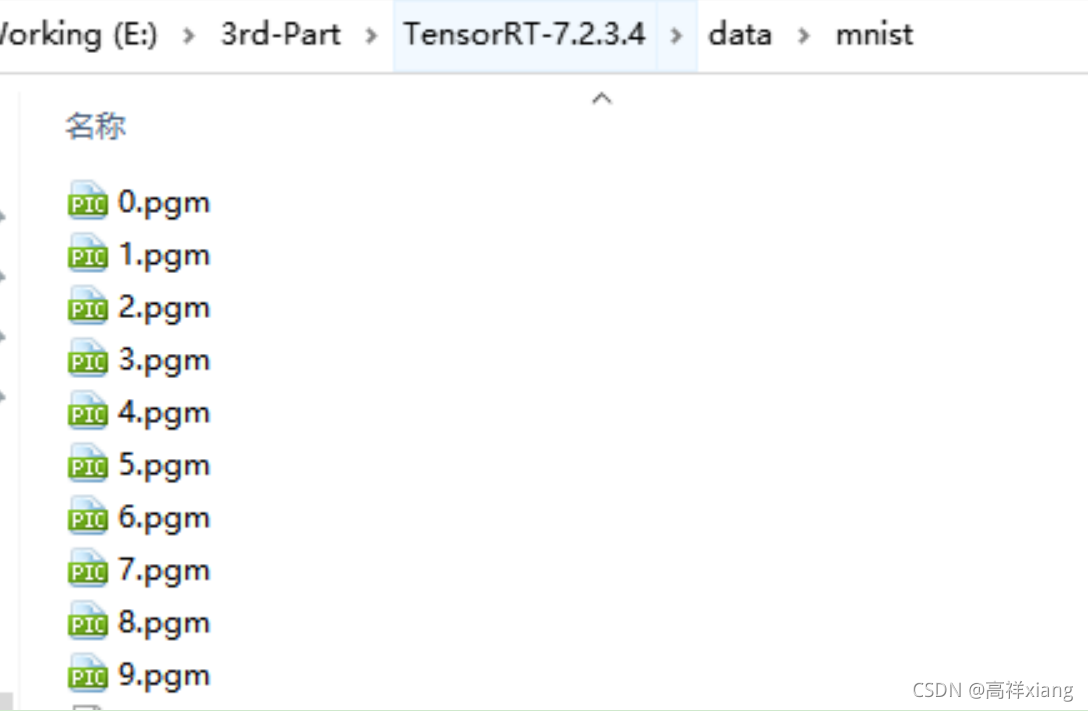 Working (E:) > 3rd-Part > TensorRT-7.2.3.4 > data > mnist
名称
PIC 0.pgm
PIC 1.pgm
PIC 2.pgm
PIC 3.pgm
PIC 4.pgm
PIC 5.pgm
PIC 6.pgm
PIC 7.pgm
PIC 8.pgm
PIC 9.pgm
CSDN @高祥xiang